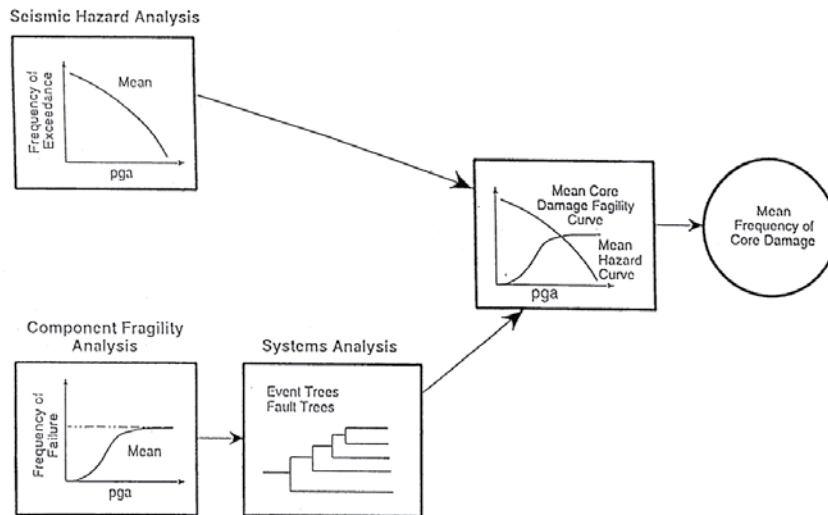 Seismic Hazard Analysis
Frequency of
Exceedance
Mean
pga
Mean Core
Damage Fagility
Curve
Mean
Hazard
Curve
pga
Mean
Frequency of
Core Damage
Component Fragility
Analysis
Frequency of
Failure
Mean
pga
Systems Analysis
Event Trees
Fault Trees